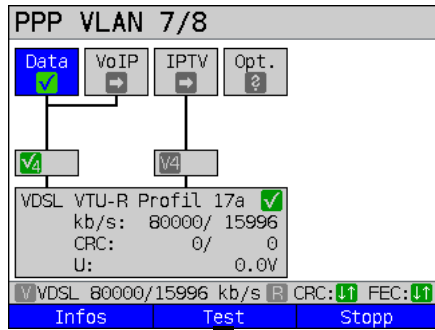 PPP VLAN 7/8
Data VoIP IPTV Opt.
?
V4 V4
VDSL VTU-R Profil 17a
kb/s: 80000/ 15996
CRC: 0/ 0
U: 0.0V
V VDSL 80000/15996 kb/s R CRC: FEC:
Infos Test Stopp